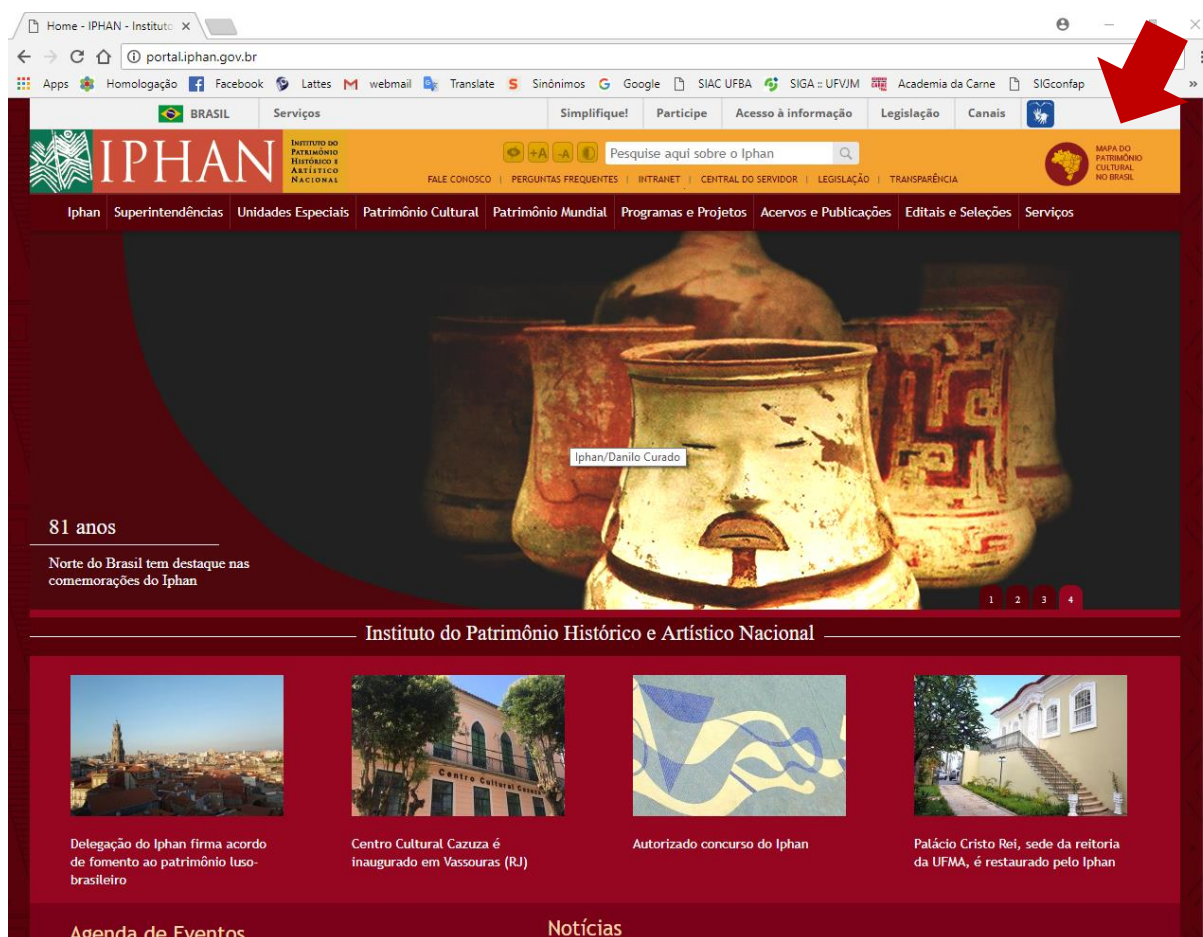 Home - IPHAN - Instituto
portal.iphan.gov.br
Apps Homologação Facebook Lattes webmail Translate Sinônimos Google SIAC UFBA SIGA :: UFVJM Academia da Carne SIGconfap
BRASIL Serviços Simplifique! Participe Acesso à informação Legislação Canais
IPHAN
INSTITUTO DO
PATRIMÔNIO
HISTÓRICO E
ARTÍSTICO
NACIONAL
+A -A Pesquise aqui sobre o Iphan
FALE CONOSCO | PERGUNTAS FREQUENTES | INTRANET | CENTRAL DO SERVIDOR | LEGISLAÇÃO | TRANSPARÊNCIA
MAPA DO
PATRIMÔNIO
CULTURAL
NO BRASIL
Iphan Superintendências Unidades Especiais Patrimônio Cultural Patrimônio Mundial Programas e Projetos Acervos e Publicações Editais e Seleções Serviços
Iphan/Danilo Curado
81 anos
Norte do Brasil tem destaque nas
comemorações do Iphan
1 2 3 4
Instituto do Patrimônio Histórico e Artístico Nacional
Centro Cultural Cazuza
Delegação do Iphan firma acordo
de fomento ao patrimônio luso-
brasileiro
Centro Cultural Cazuza é
inaugurado em Vassouras (RJ)
Autorizado concurso do Iphan
Palácio Cristo Rei, sede da reitoria
da UFMA, é restaurado pelo Iphan
Agenda de Eventos
Notícias